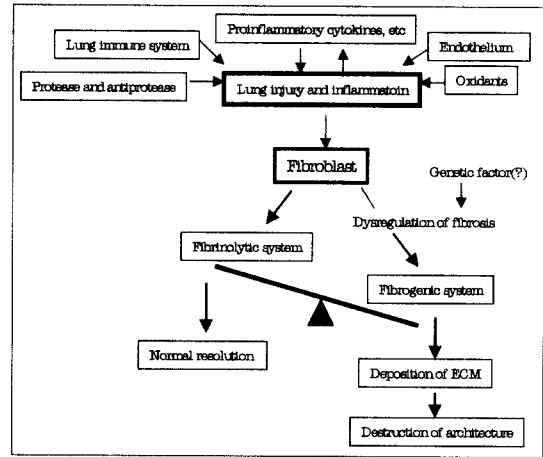 Proinflammatory cytokines, etc
Lung immune system
Endothelium
Protease and antiprotease
Lung injury and inflammatoin
Oxidants
Fibroblast
Genetic factor(?)
Dysregulation of fibrosis
Fibrinolytic system
Fibrogenic system
Normal resolution
Deposition of ECM
Destruction of architecture